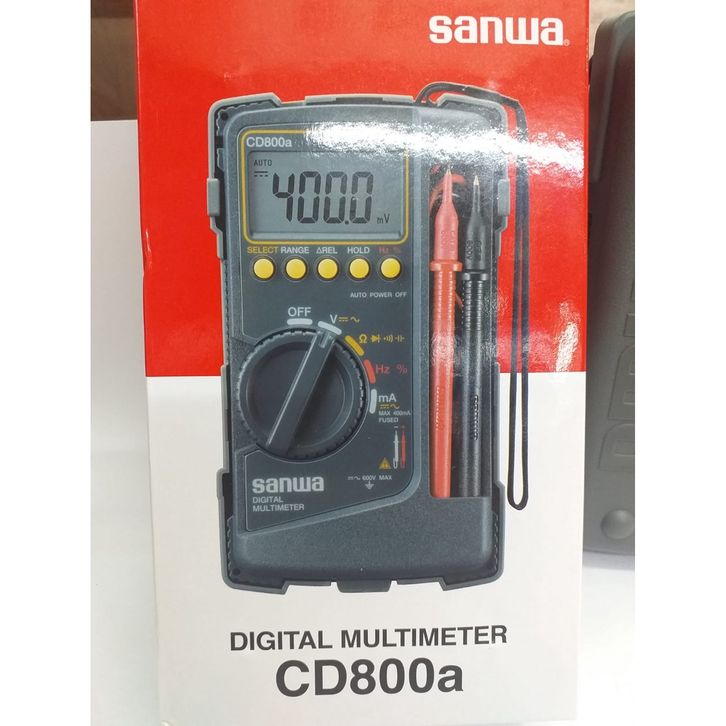 sanwa®
CD800a
AUTO
400.0 mV
SELECT RANGE ΔREL HOLD Hz %
AUTO POWER OFF
OFF
V
Ω
Hz %
mA
MAX 400mA
FUSED
600V MAX
sanwa
DIGITAL
MULTIMETER
DIGITAL MULTIMETER
CD800a